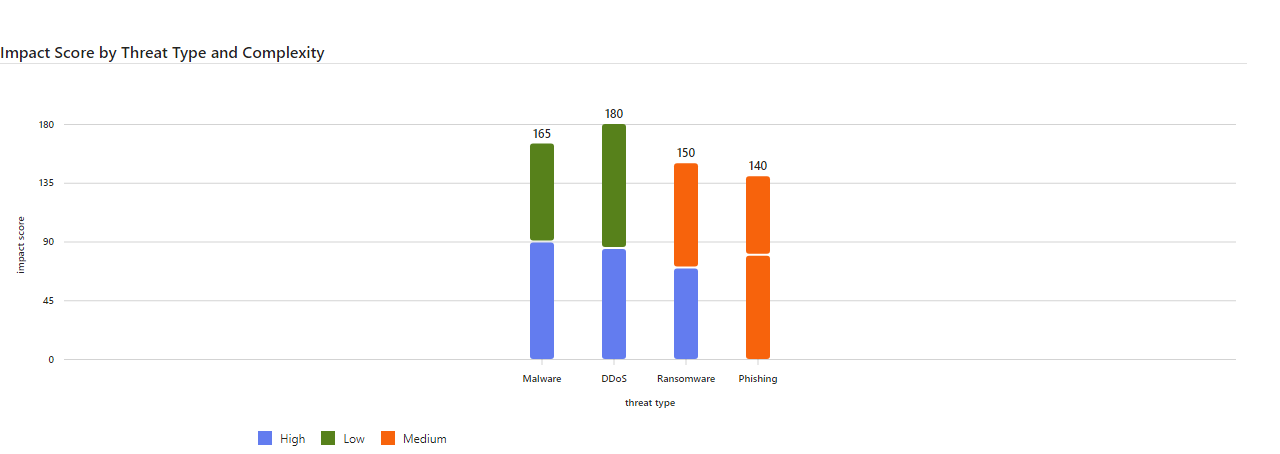 Impact Score by Threat Type and Complexity
180
165
150
140
180
135
90
45
0
impact score
Malware DDoS Ransomware Phishing
threat type
High Low Medium